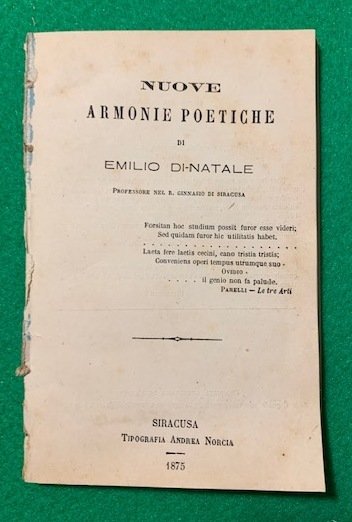 NUOVE
ARMONIE POETICHE
DI
EMILIO DI-NATALE
PROFESSORE NEL R. GINNASIO DI SIRACUSA
Forsitan hoc studium possit furor esse videri;
Sed quidam furor hic utilitatis habet.
. . . . . . . . . . . . . . . . . . . .
Laeta fere laetis cecini, cano tristia tristis;
Conveniens operi tempus utrumque suo
OVIDIO
. . . . il genio non fa palude.
PARELLI — Le tre Arti
SIRACUSA
TIPOGRAFIA ANDREA NORCIA
1875